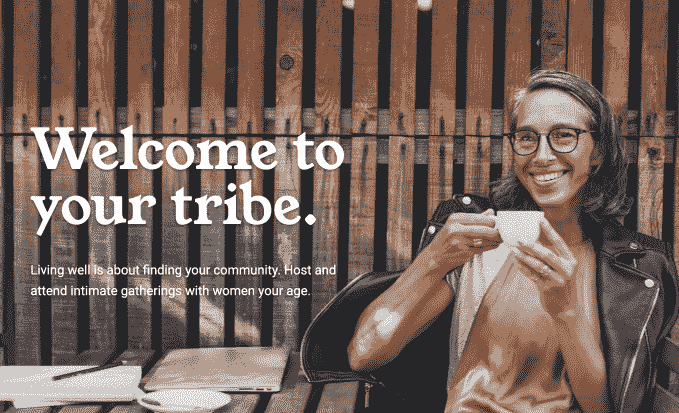 Welcome to
your tribe.
Living well is about finding your community. Host and
attend intimate gatherings with women your age.